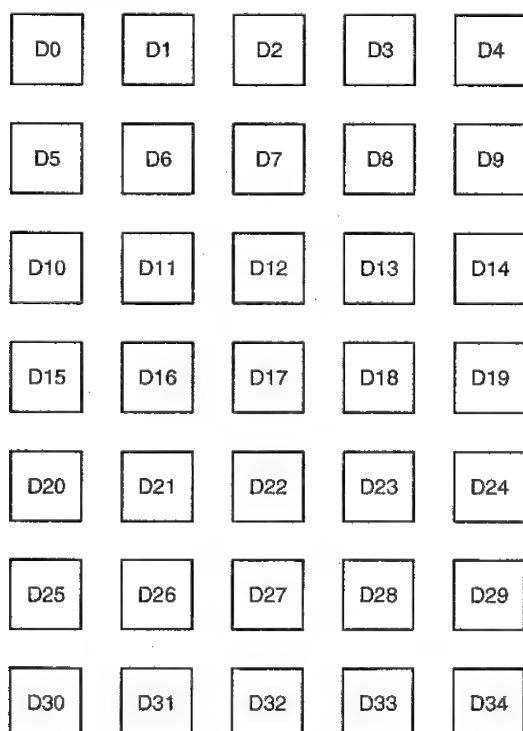 D0 D1 D2 D3 D4
D5 D6 D7 D8 D9
D10 D11 D12 D13 D14
D15 D16 D17 D18 D19
D20 D21 D22 D23 D24
D25 D26 D27 D28 D29
D30 D31 D32 D33 D34